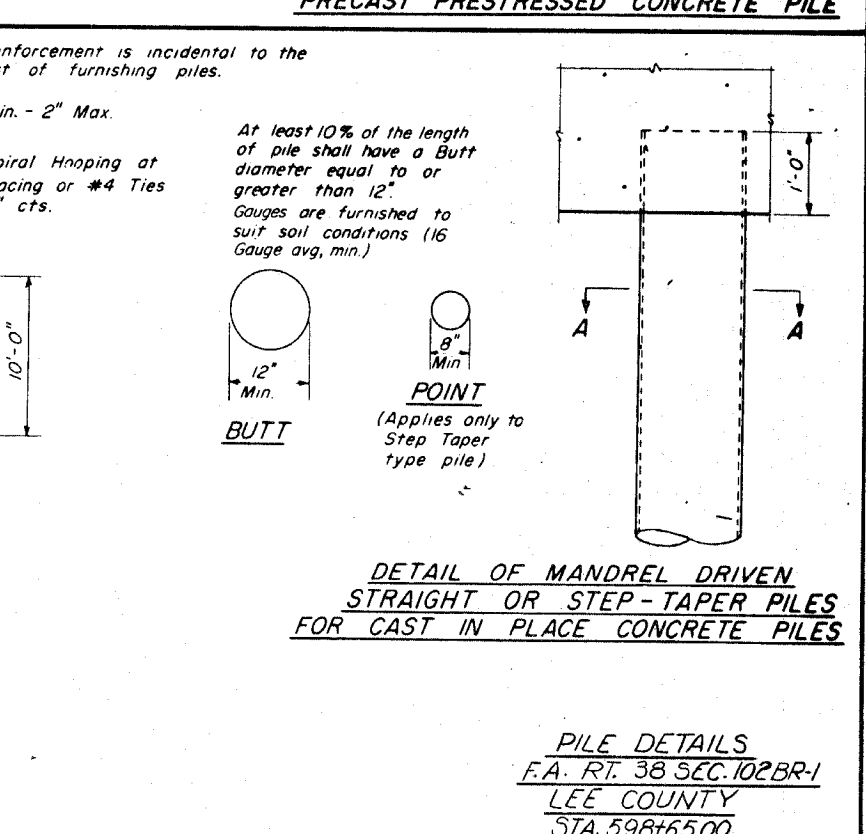 PRECAST PRESTRESSED CONCRETE PILE
nforcement is incidental to the
t of furnishing piles.
in. - 2" Max.
iral Hooping at
acing or #4 Ties
" cts.
10'-0"
At least 10% of the length
of pile shall have a Butt
diameter equal to or
greater than 12".
Gauges are furnished to
suit soil conditions (16
Gauge avg, min.)
12"
Min.
BUTT
8"
Min
POINT
(Applies only to
Step Taper
type pile)
1'-0"
A
A
DETAIL OF MANDREL DRIVEN
STRAIGHT OR STEP-TAPER PILES
FOR CAST IN PLACE CONCRETE PILES
PILE DETAILS
F.A. RT. 38 SEC. 102BR-1
LEE COUNTY
STA. 598+65.00